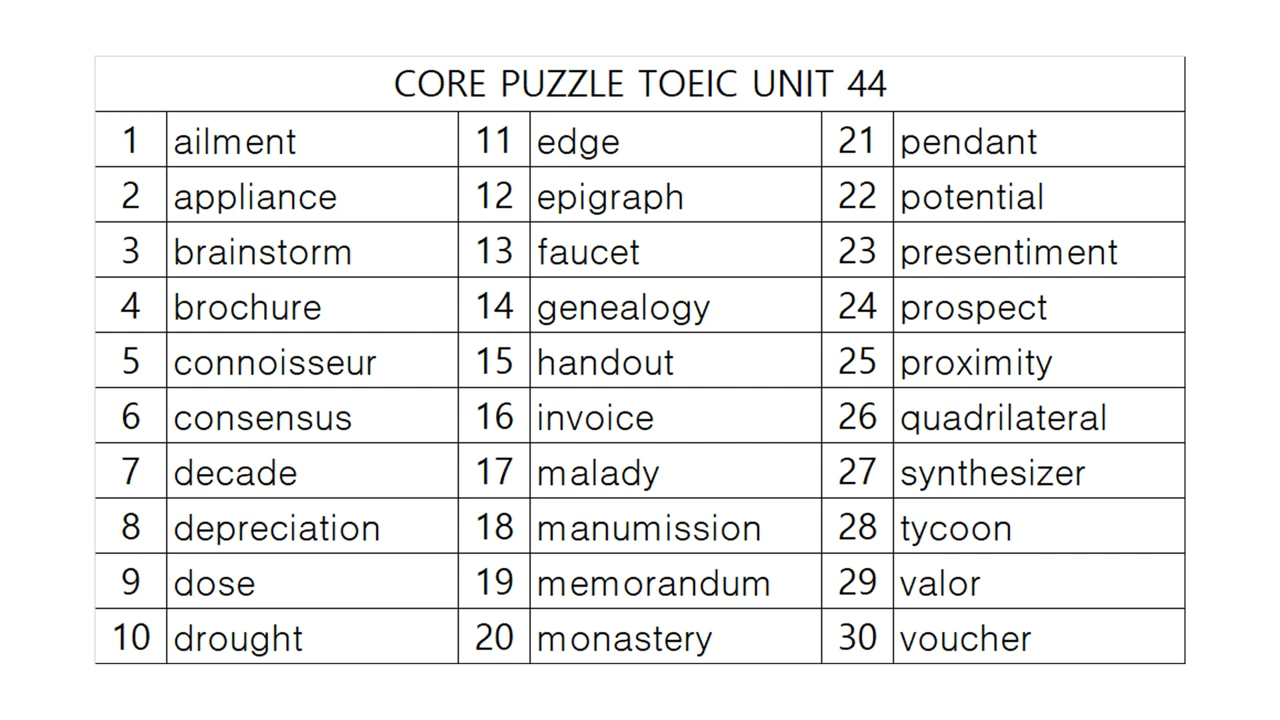 CORE PUZZLE TOEIC UNIT 44
1 ailment 11 edge 21 pendant
2 appliance 12 epigraph 22 potential
3 brainstorm 13 faucet 23 presentiment
4 brochure 14 genealogy 24 prospect
5 connoisseur 15 handout 25 proximity
6 consensus 16 invoice 26 quadrilateral
7 decade 17 malady 27 synthesizer
8 depreciation 18 manumission 28 tycoon
9 dose 19 memorandum 29 valor
10 drought 20 monastery 30 voucher